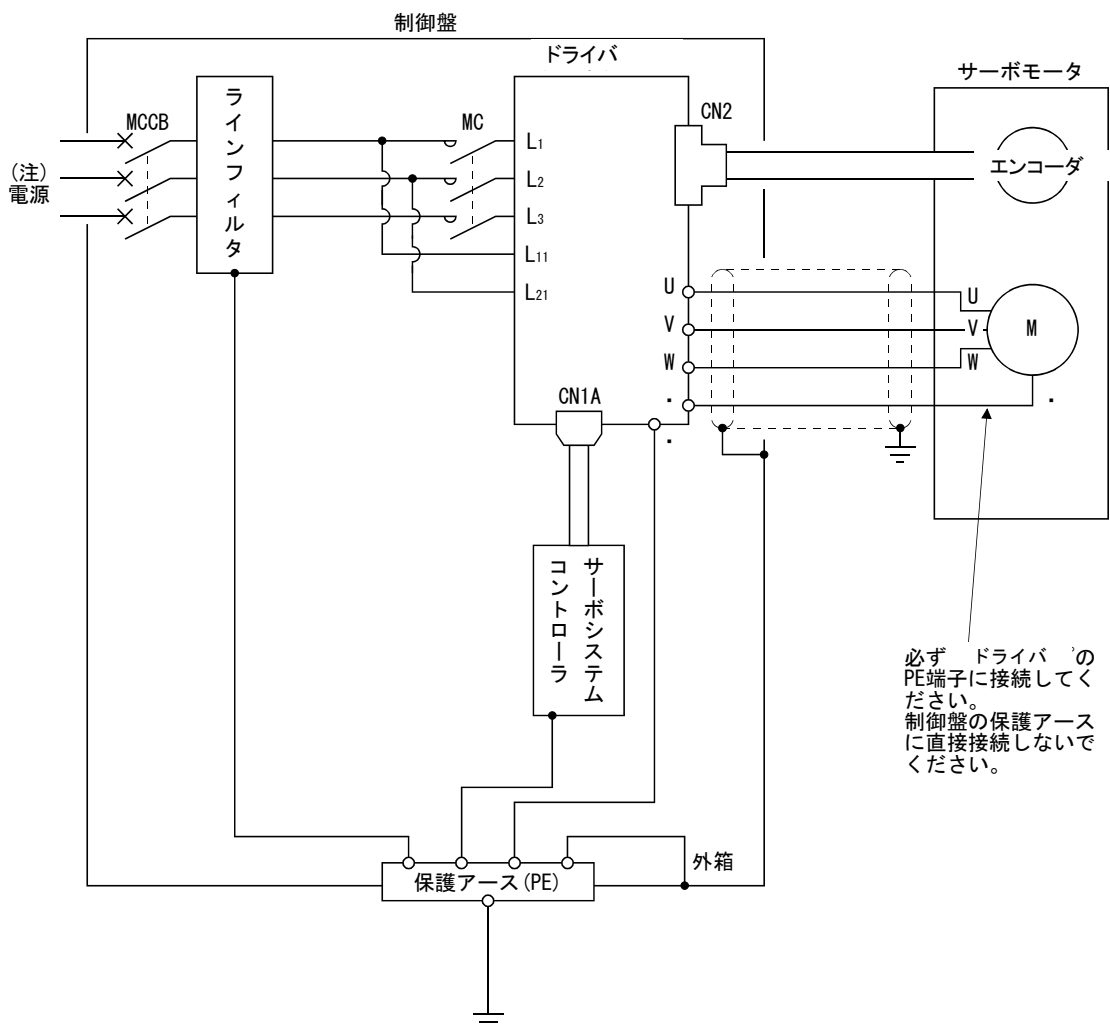 制御盤
ドライバ
サーボモータ
MCCB
ラインフィルタ
MC
CN2
(注)
電源
L1
L2
L3
L11
L21
エンコーダ
U
V
W
U
V
W
M
CN1A
サーボシステム
コントローラ
必ず ドライバ の
PE端子に接続してく
ださい。
制御盤の保護アース
に直接接続しないで
ください。
外箱
保護アース(PE)